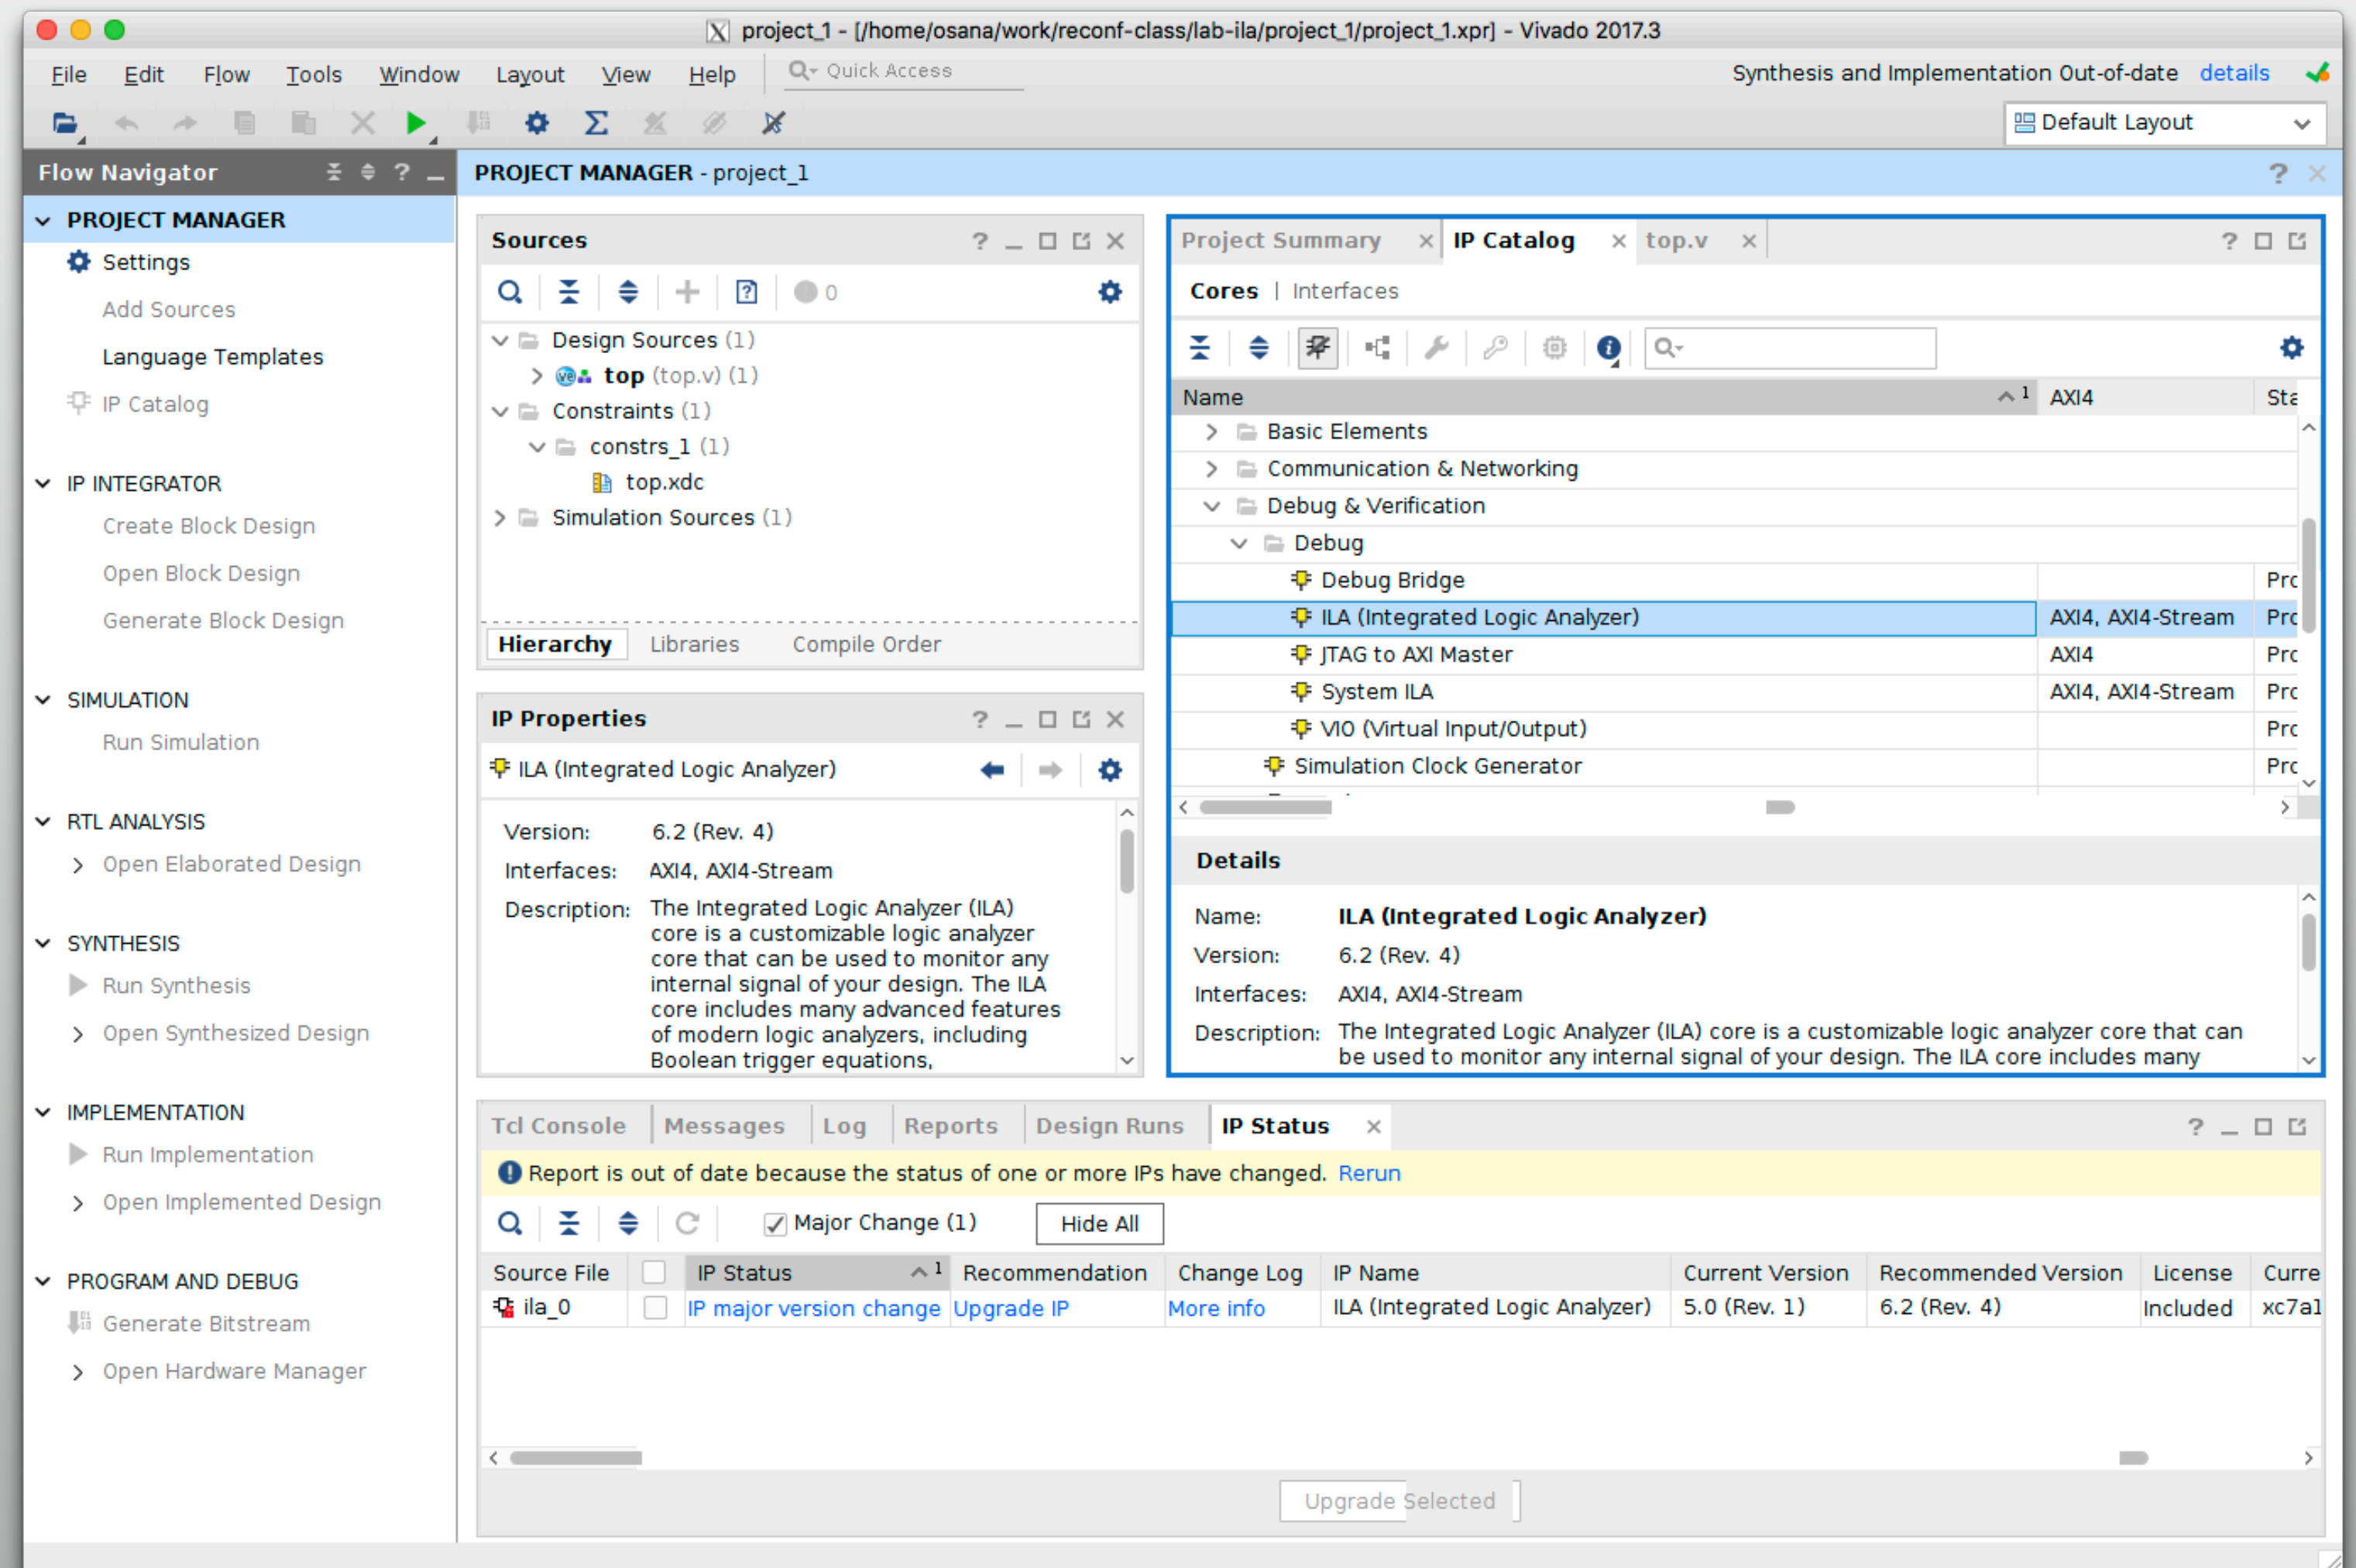 project_1 - [/home/osana/work/reconf-class/lab-ila/project_1/project_1.xpr] - Vivado 2017.3
File Edit Flow Tools Window Layout View Help Quick Access
Synthesis and Implementation Out-of-date details
Default Layout
Flow Navigator
PROJECT MANAGER
Settings
Add Sources
Language Templates
IP Catalog
IP INTEGRATOR
Create Block Design
Open Block Design
Generate Block Design
SIMULATION
Run Simulation
RTL ANALYSIS
Open Elaborated Design
SYNTHESIS
Run Synthesis
Open Synthesized Design
IMPLEMENTATION
Run Implementation
Open Implemented Design
PROGRAM AND DEBUG
Generate Bitstream
Open Hardware Manager
PROJECT MANAGER - project_1
Sources
0
Design Sources (1)
top (top.v) (1)
Constraints (1)
constrs_1 (1)
top.xdc
Simulation Sources (1)
Hierarchy Libraries Compile Order
IP Properties
ILA (Integrated Logic Analyzer)
Version: 6.2 (Rev. 4)
Interfaces: AXI4, AXI4-Stream
Description: The Integrated Logic Analyzer (ILA)
core is a customizable logic analyzer
core that can be used to monitor any
internal signal of your design. The ILA
core includes many advanced features
of modern logic analyzers, including
Boolean trigger equations,
Project Summary IP Catalog top.v
Cores | Interfaces
Name 1 AXI4 Sta
Basic Elements
Communication & Networking
Debug & Verification
Debug
Debug Bridge Pro
ILA (Integrated Logic Analyzer) AXI4, AXI4-Stream Pro
JTAG to AXI Master AXI4 Pro
System ILA AXI4, AXI4-Stream Pro
VIO (Virtual Input/Output) Pro
Simulation Clock Generator Pro
Details
Name: ILA (Integrated Logic Analyzer)
Version: 6.2 (Rev. 4)
Interfaces: AXI4, AXI4-Stream
Description: The Integrated Logic Analyzer (ILA) core is a customizable logic analyzer core that can
be used to monitor any internal signal of your design. The ILA core includes many
Tcl Console Messages Log Reports Design Runs IP Status
Report is out of date because the status of one or more IPs have changed. Rerun
Major Change (1) Hide All
Source File IP Status 1 Recommendation Change Log IP Name Current Version Recommended Version License Curre
ila_0 IP major version change Upgrade IP More info ILA (Integrated Logic Analyzer) 5.0 (Rev. 1) 6.2 (Rev. 4) Included xc7a1
Upgrade Selected